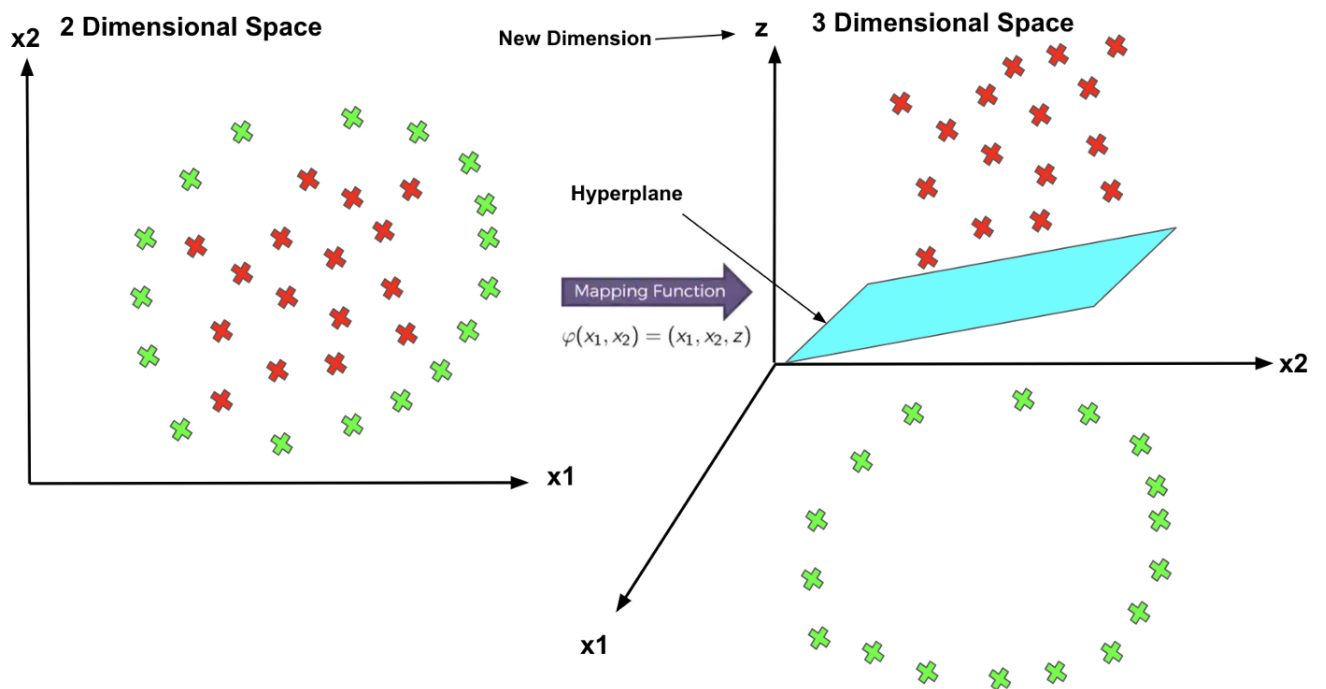 2 Dimensional Space
x2
x1
New Dimension
z
3 Dimensional Space
Hyperplane
Mapping Function
φ(x₁, x₂) = (x₁, x₂, z)
x2
x1